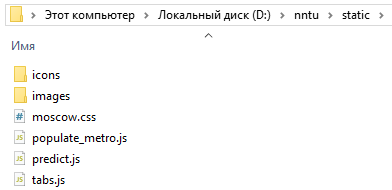 Этот компьютер > Локальный диск (D:) > nntu > static >
Имя
icons
images
moscow.css
populate_metro.js
predict.js
tabs.js